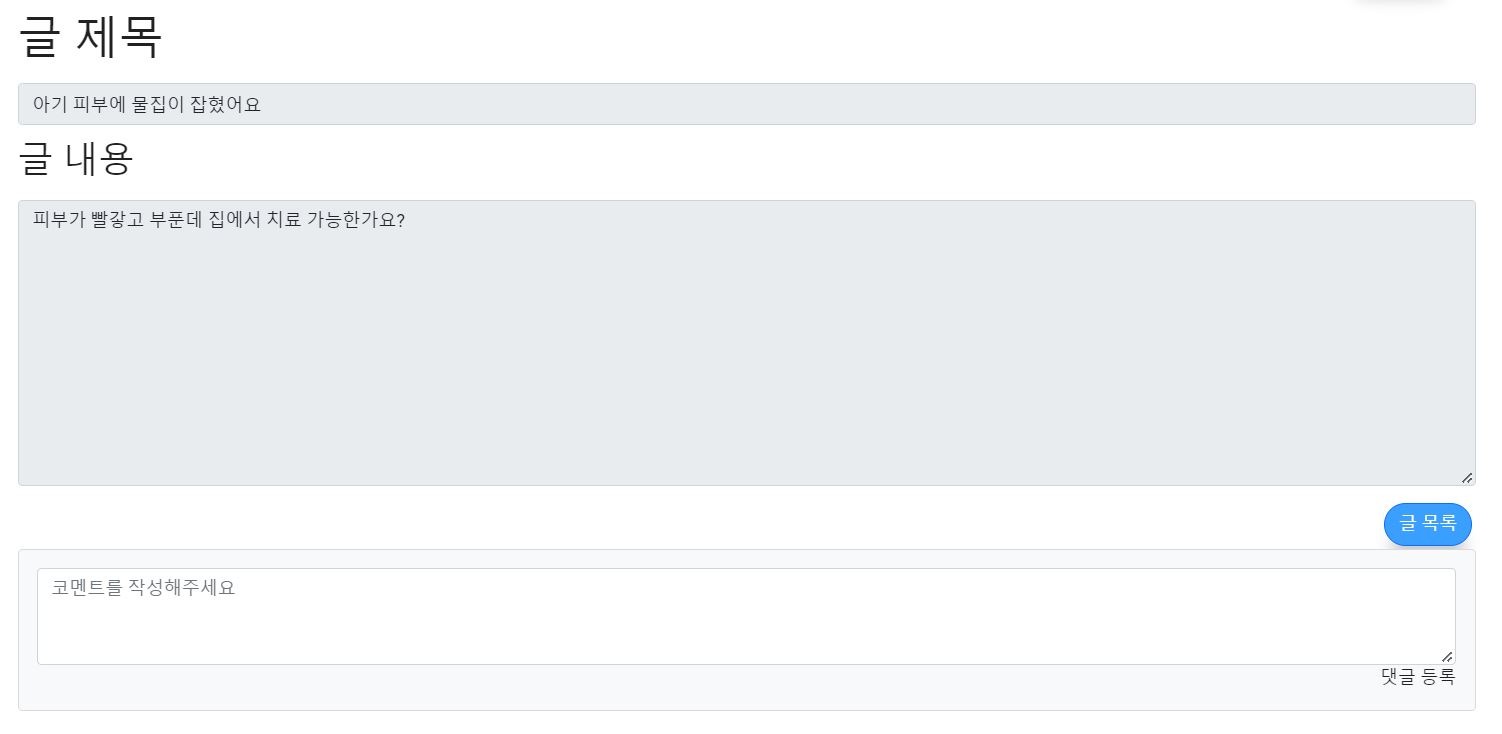 글 제목
아기 피부에 물집이 잡혔어요
글 내용
피부가 빨갛고 부푼데 집에서 치료 가능한가요?
글 목록
코멘트를 작성해주세요
댓글 등록